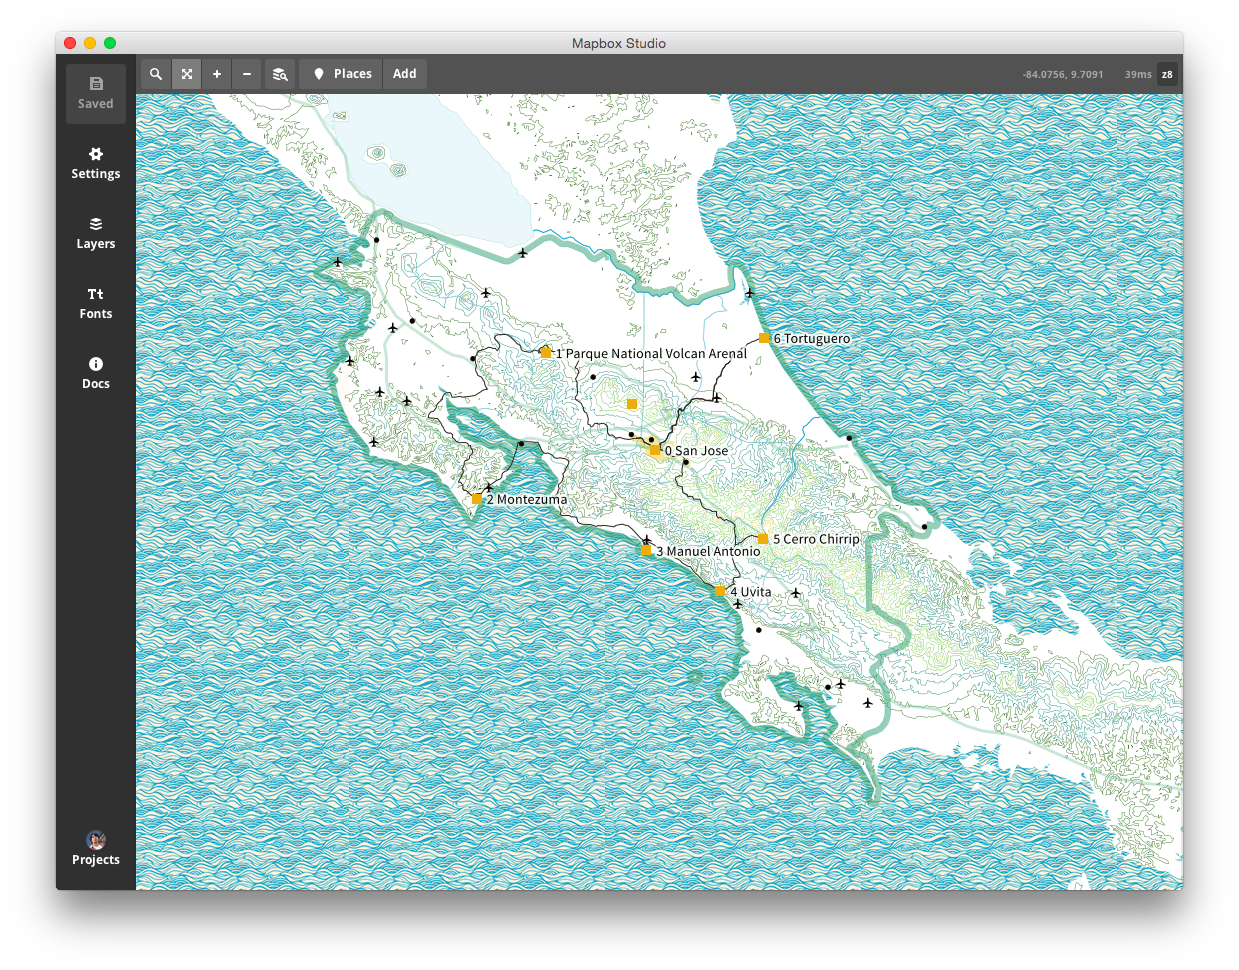 Mapbox Studio
Saved
Settings
Layers
Tt
Fonts
Docs
Projects
Places
Add
-84.0756, 9.7091
39ms
z8
6 Tortuguero
1 Parque National Volcan Arenal
0 San Jose
2 Montezuma
5 Cerro Chirrip
3 Manuel Antonio
4 Uvita